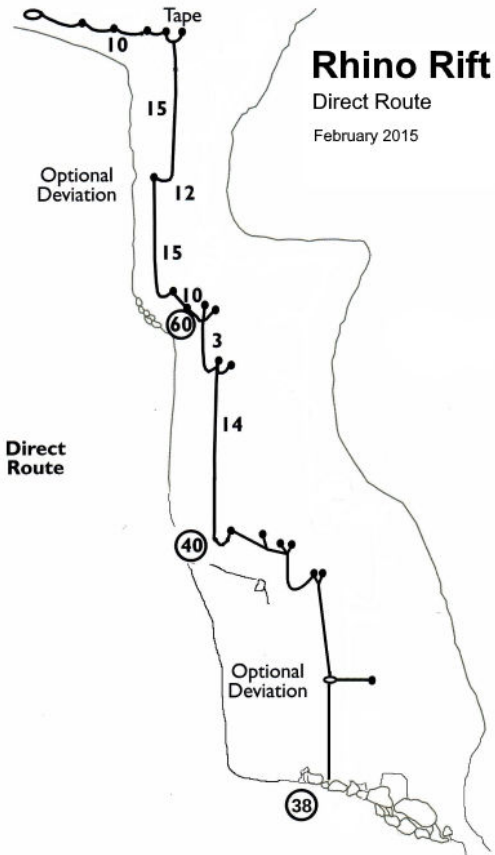 Tape
10
Rhino Rift
Direct Route
February 2015
15
Optional
Deviation
12
15
10
60
3
14
Direct
Route
40
Optional
Deviation
38